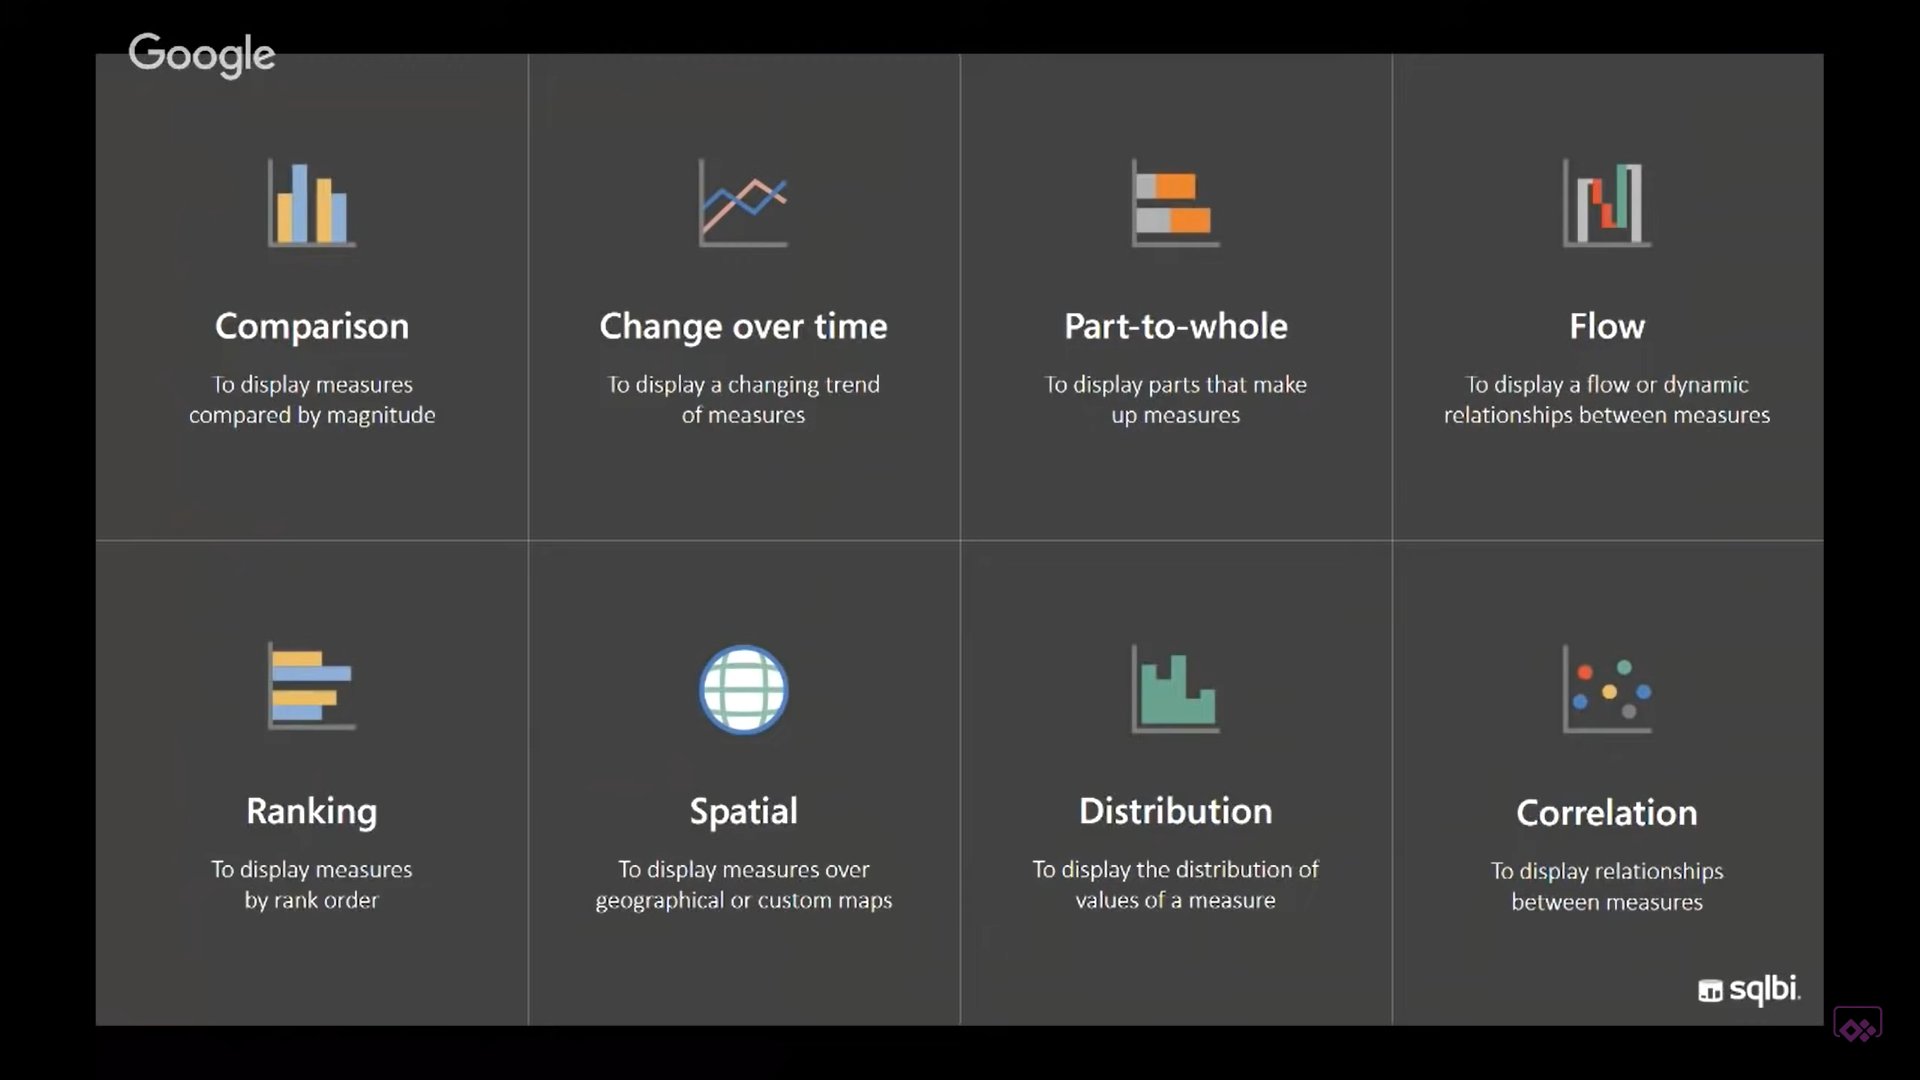 Google
Comparison
To display measures
compared by magnitude
Change over time
To display a changing trend
of measures
Part-to-whole
To display parts that make
up measures
Flow
To display a flow or dynamic
relationships between measures
Ranking
To display measures
by rank order
Spatial
To display measures over
geographical or custom maps
Distribution
To display the distribution of
values of a measure
Correlation
To display relationships
between measures
sqlbi.